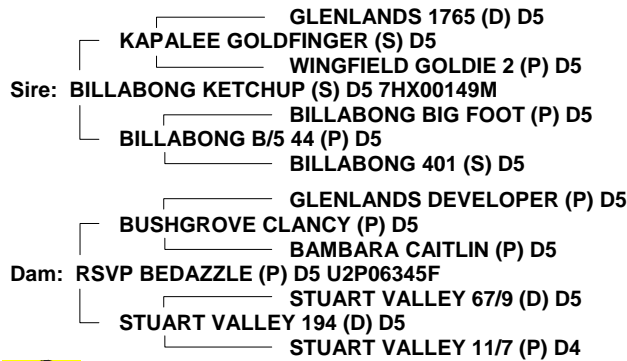 GLENLANDS 1765 (D) D5
KAPALEE GOLDFINGER (S) D5
WINGFIELD GOLDIE 2 (P) D5
Sire: BILLABONG KETCHUP (S) D5 7HX00149M
BILLABONG BIG FOOT (P) D5
BILLABONG B/5 44 (P) D5
BILLABONG 401 (S) D5
GLENLANDS DEVELOPER (P) D5
BUSHGROVE CLANCY (P) D5
BAMBARA CAITLIN (P) D5
Dam: RSVP BEDAZZLE (P) D5 U2P06345F
STUART VALLEY 67/9 (D) D5
STUART VALLEY 194 (D) D5
STUART VALLEY 11/7 (P) D4